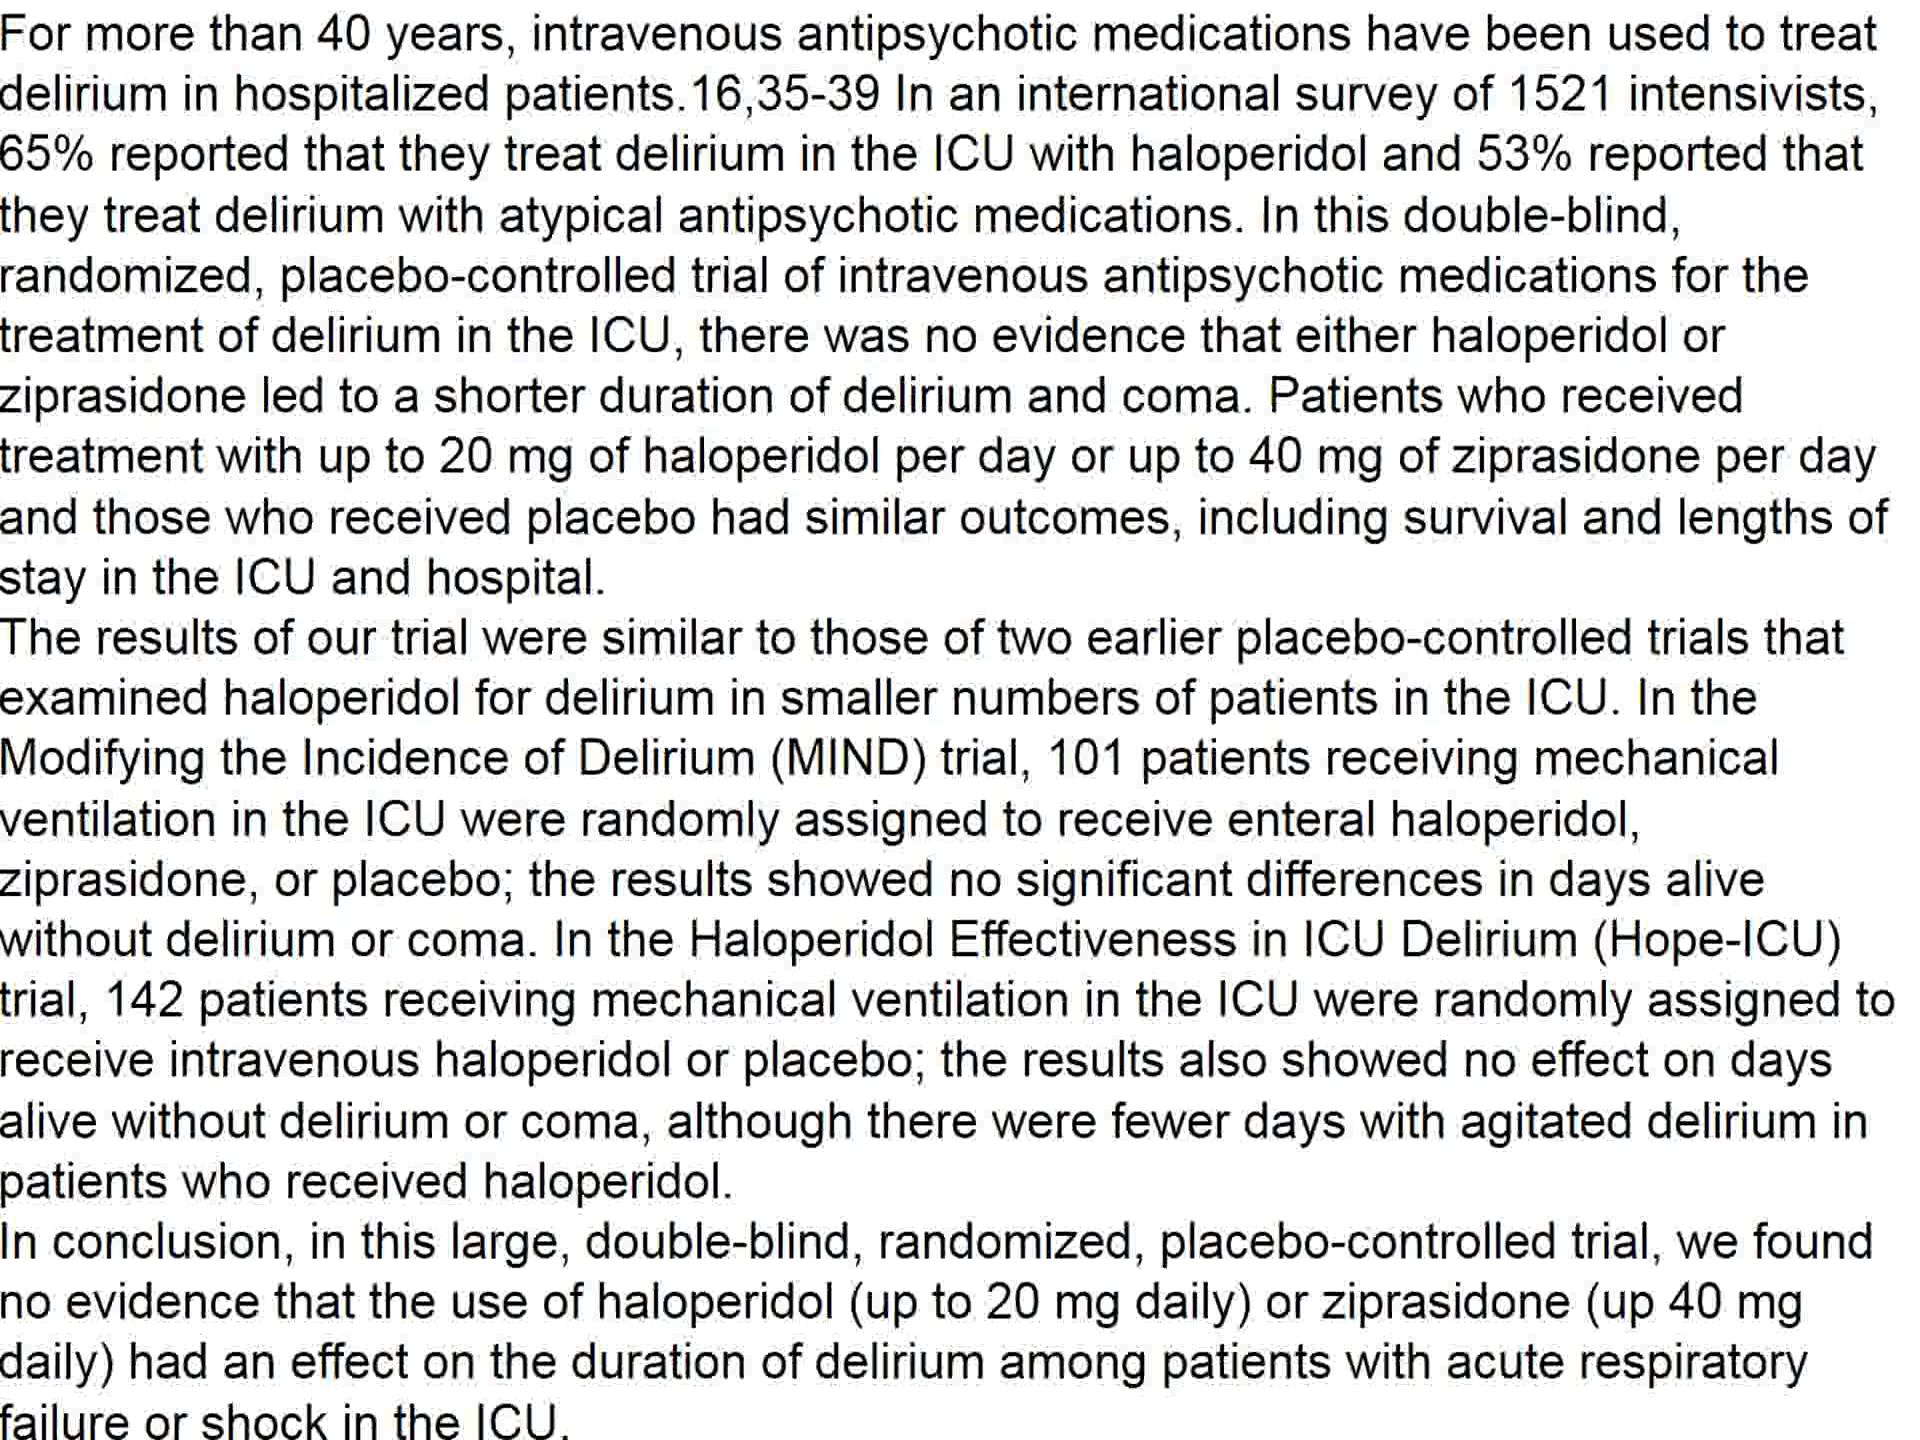 For more than 40 years, intravenous antipsychotic medications have been used to treat
delirium in hospitalized patients.16,35-39 In an international survey of 1521 intensivists,
65% reported that they treat delirium in the ICU with haloperidol and 53% reported that
they treat delirium with atypical antipsychotic medications. In this double-blind,
randomized, placebo-controlled trial of intravenous antipsychotic medications for the
treatment of delirium in the ICU, there was no evidence that either haloperidol or
ziprasidone led to a shorter duration of delirium and coma. Patients who received
treatment with up to 20 mg of haloperidol per day or up to 40 mg of ziprasidone per day
and those who received placebo had similar outcomes, including survival and lengths of
stay in the ICU and hospital.
The results of our trial were similar to those of two earlier placebo-controlled trials that
examined haloperidol for delirium in smaller numbers of patients in the ICU. In the
Modifying the Incidence of Delirium (MIND) trial, 101 patients receiving mechanical
ventilation in the ICU were randomly assigned to receive enteral haloperidol,
ziprasidone, or placebo; the results showed no significant differences in days alive
without delirium or coma. In the Haloperidol Effectiveness in ICU Delirium (Hope-ICU)
trial, 142 patients receiving mechanical ventilation in the ICU were randomly assigned to
receive intravenous haloperidol or placebo; the results also showed no effect on days
alive without delirium or coma, although there were fewer days with agitated delirium in
patients who received haloperidol.
In conclusion, in this large, double-blind, randomized, placebo-controlled trial, we found
no evidence that the use of haloperidol (up to 20 mg daily) or ziprasidone (up 40 mg
daily) had an effect on the duration of delirium among patients with acute respiratory
failure or shock in the ICU.